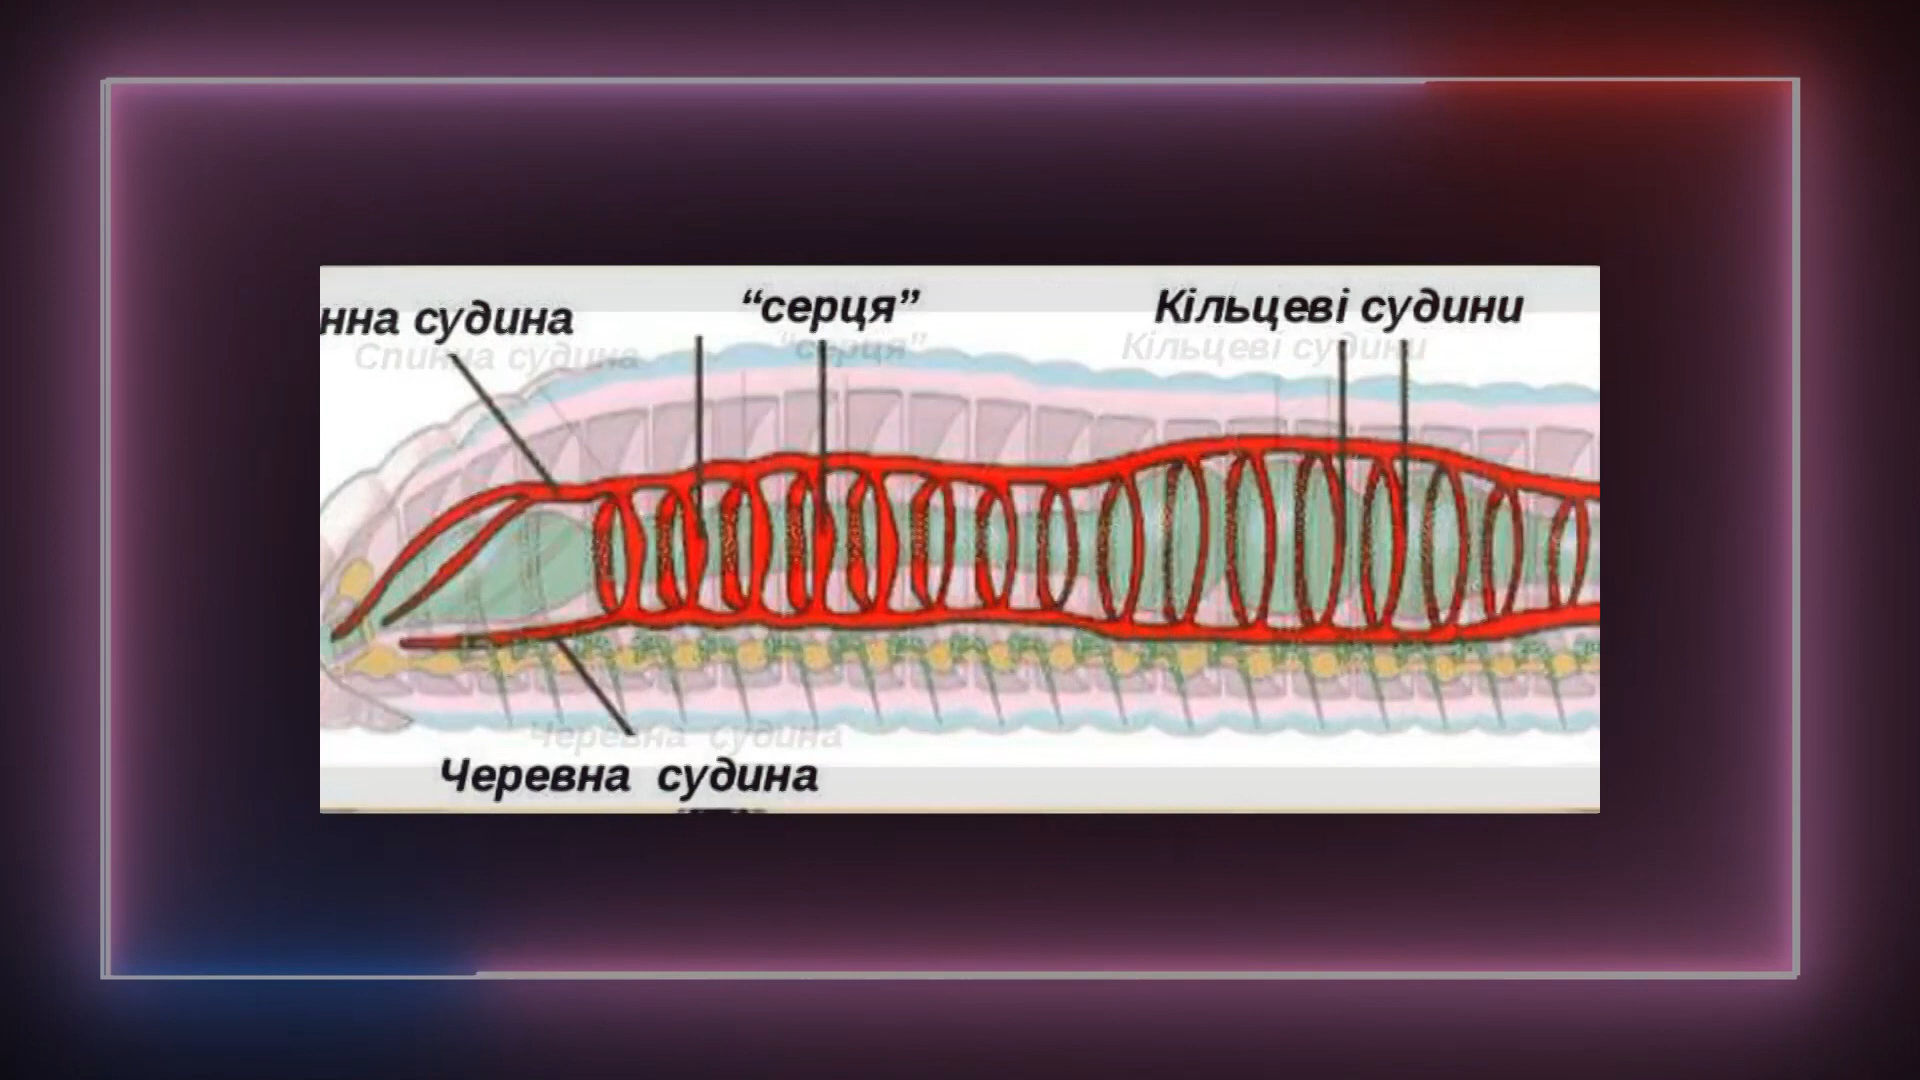 нна судина
“серця”
Кільцеві судини
Спинна судина
“серця”
Кільцеві судини
Черевна судина
Черевна судина